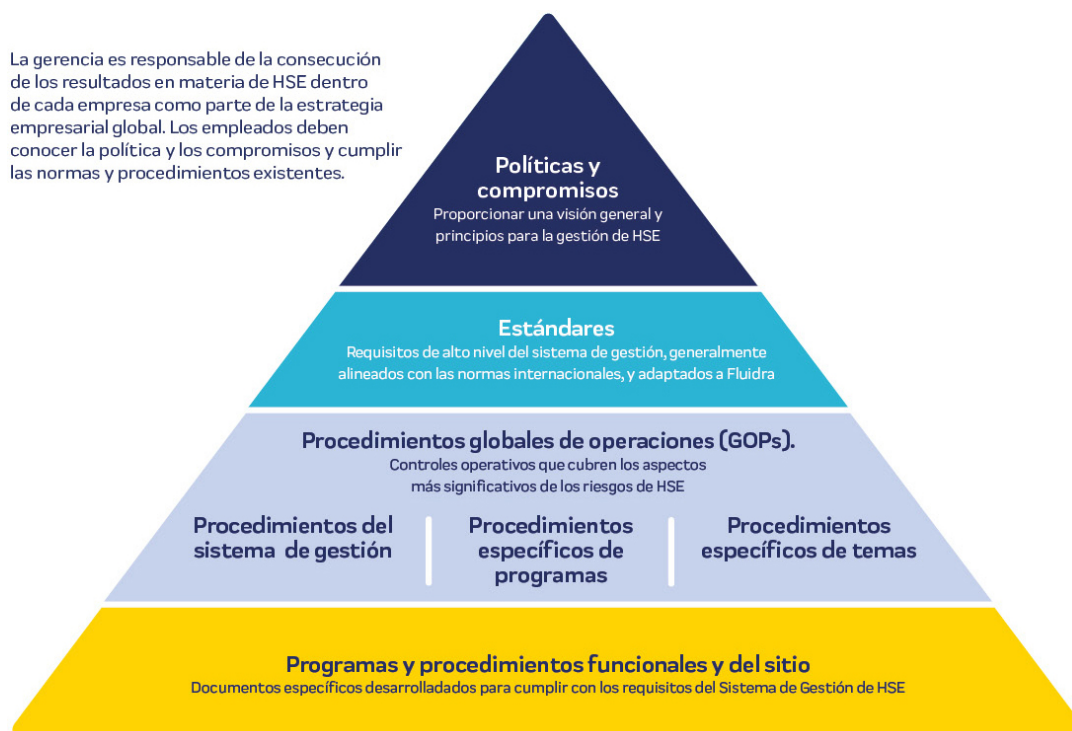 La gerencia es responsable de la consecución
de los resultados en materia de HSE dentro
de cada empresa como parte de la estrategia
empresarial global. Los empleados deben
conocer la política y los compromisos y cumplir
las normas y procedimientos existentes.
Políticas y
compromisos
Proporcionar una visión general y
principios para la gestión de HSE
Estándares
Requisitos de alto nivel del sistema de gestión, generalmente
alineados con las normas internacionales, y adaptados a Fluidra
Procedimientos globales de operaciones (GOPs).
Controles operativos que cubren los aspectos
más significativos de los riesgos de HSE
Procedimientos del
sistema de gestión
Procedimientos
específicos de
programas
Procedimientos
específicos de temas
Programas y procedimientos funcionales y del sitio
Documentos específicos desarrolladados para cumplir con los requisitos del Sistema de Gestión de HSE